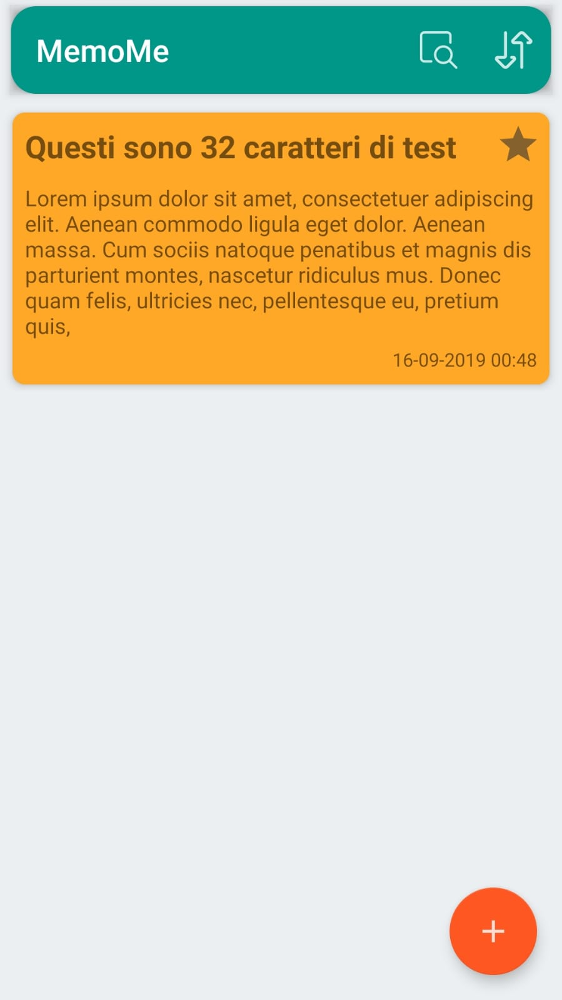 MemoMe
Questi sono 32 caratteri di test
Lorem ipsum dolor sit amet, consectetuer adipiscing
elit. Aenean commodo ligula eget dolor. Aenean
massa. Cum sociis natoque penatibus et magnis dis
parturient montes, nascetur ridiculus mus. Donec
quam felis, ultricies nec, pellentesque eu, pretium
quis,
16-09-2019 00:48